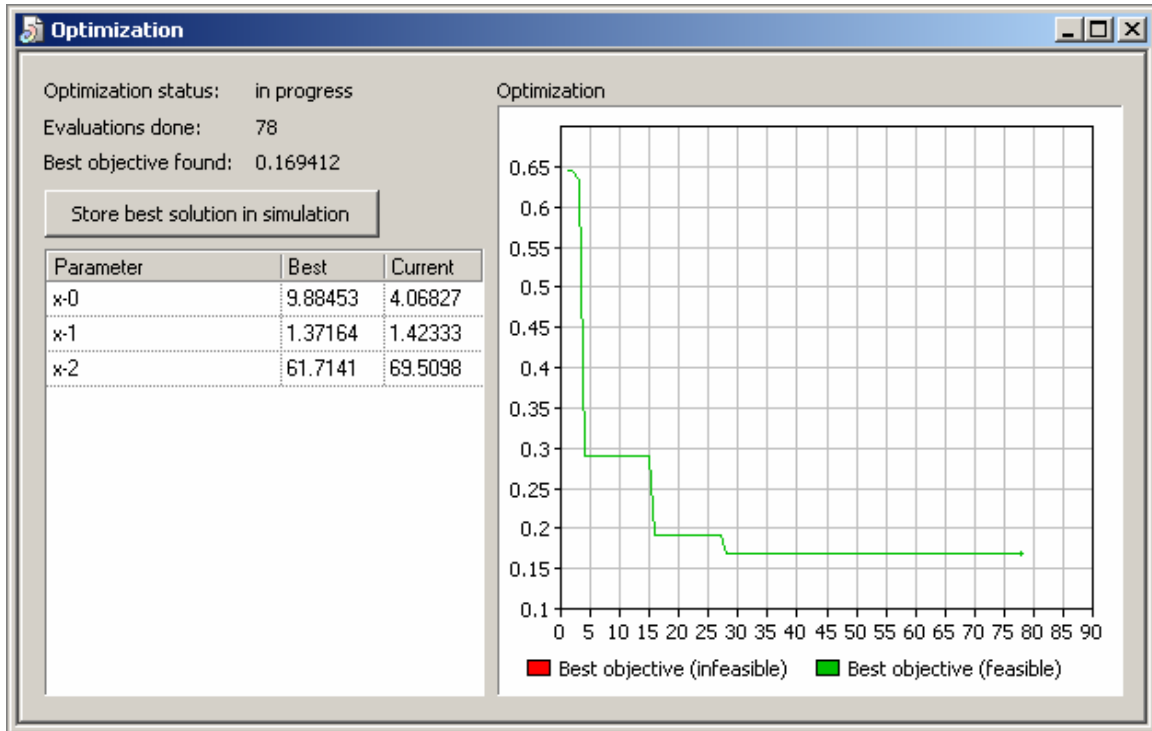 Optimization
Optimization status: in progress
Evaluations done: 78
Best objective found: 0.169412
Store best solution in simulation
Parameter Best Current
x-0 9.88453 4.06827
x-1 1.37164 1.42333
x-2 61.7141 69.5098
Optimization
0.65
0.6
0.55
0.5
0.45
0.4
0.35
0.3
0.25
0.2
0.15
0.1
0 5 10 15 20 25 30 35 40 45 50 55 60 65 70 75 80 85 90
Best objective (infeasible) Best objective (feasible)